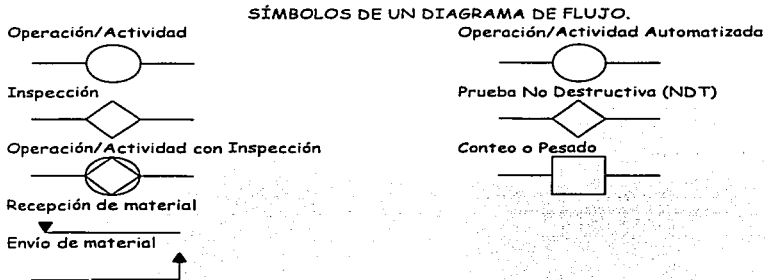 SÍMBOLOS DE UN DIAGRAMA DE FLUJO.
Operación/Actividad
Operación/Actividad Automatizada
Inspección
Prueba No Destructiva (NDT)
Operación/Actividad con Inspección
Conteo o Pesado
Recepción de material
Envío de material